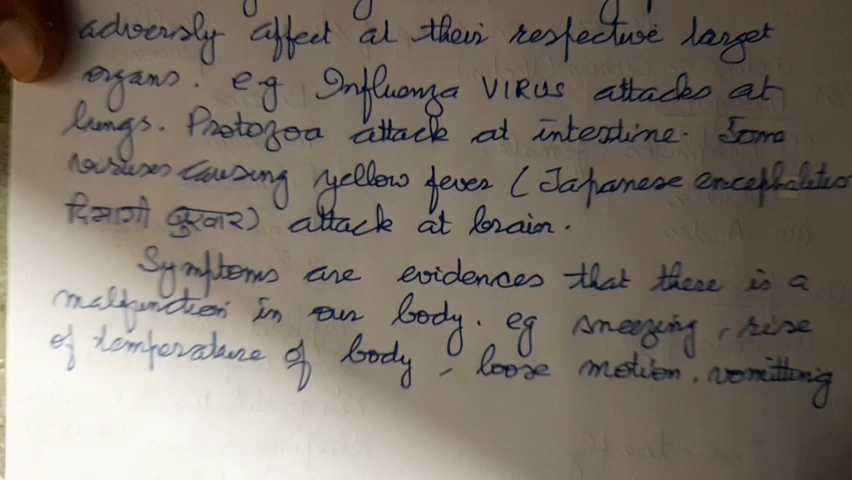 adversly affect at their respective target
organs. e.g Influenza VIRUS attacks at
lungs. Protozoa attack at intestine. Some
viruses causing yellow fever (Japanese encephalities
दिमागी बुखार) attack at brain.
Symptoms are evidences that there is a
malfunction in our body. eg sneezing, rise
of temperature of body, loose motion, vomitting